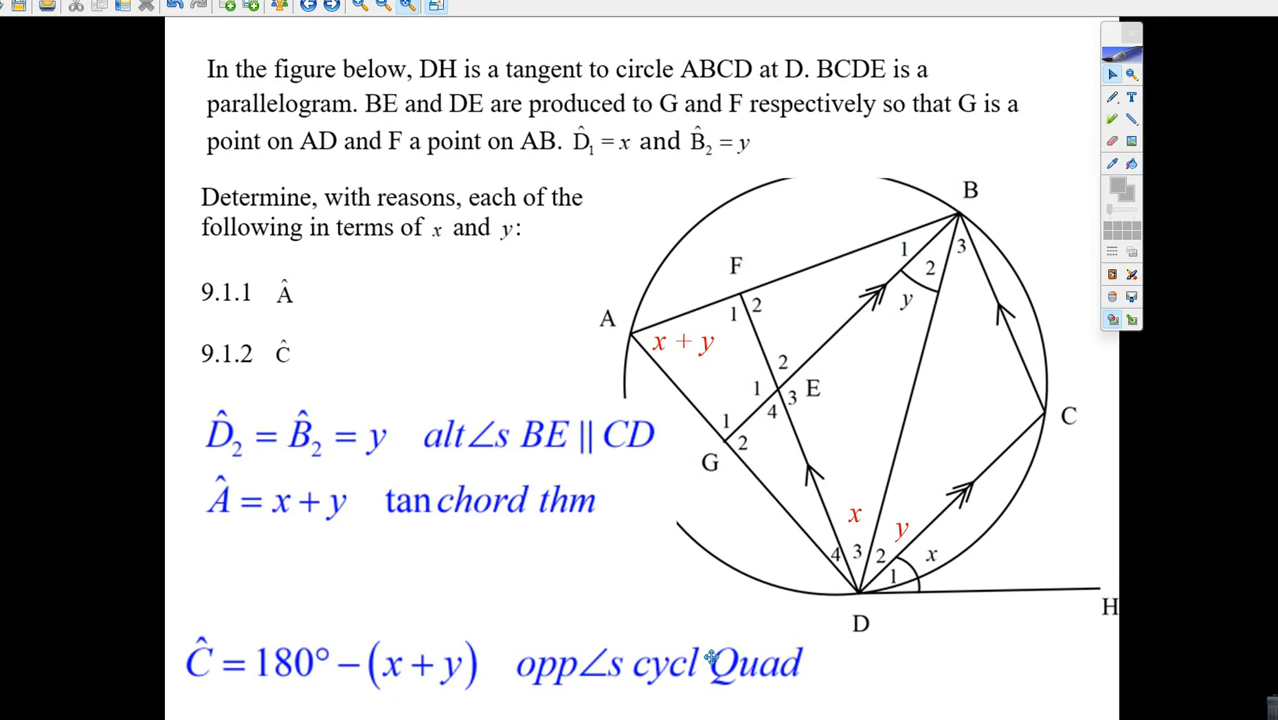 In the figure below, DH is a tangent to circle ABCD at D. BCDE is a
parallelogram. BE and DE are produced to G and F respectively so that G is a
point on AD and F a point on AB. D̂₁ = x and B̂₂ = y
Determine, with reasons, each of the
following in terms of x and y:
9.1.1 Â
9.1.2 Ĉ
D̂₂ = B̂₂ = y alt∠s BE || CD
Â = x + y tan chord thm
Ĉ = 180° − (x + y) opp∠s cycl Quad
B
1
3
2
y
F
1
2
A
x + y
2
1
E
3
4
1
2
G
C
x
y
4
3
2
x
1
H
D